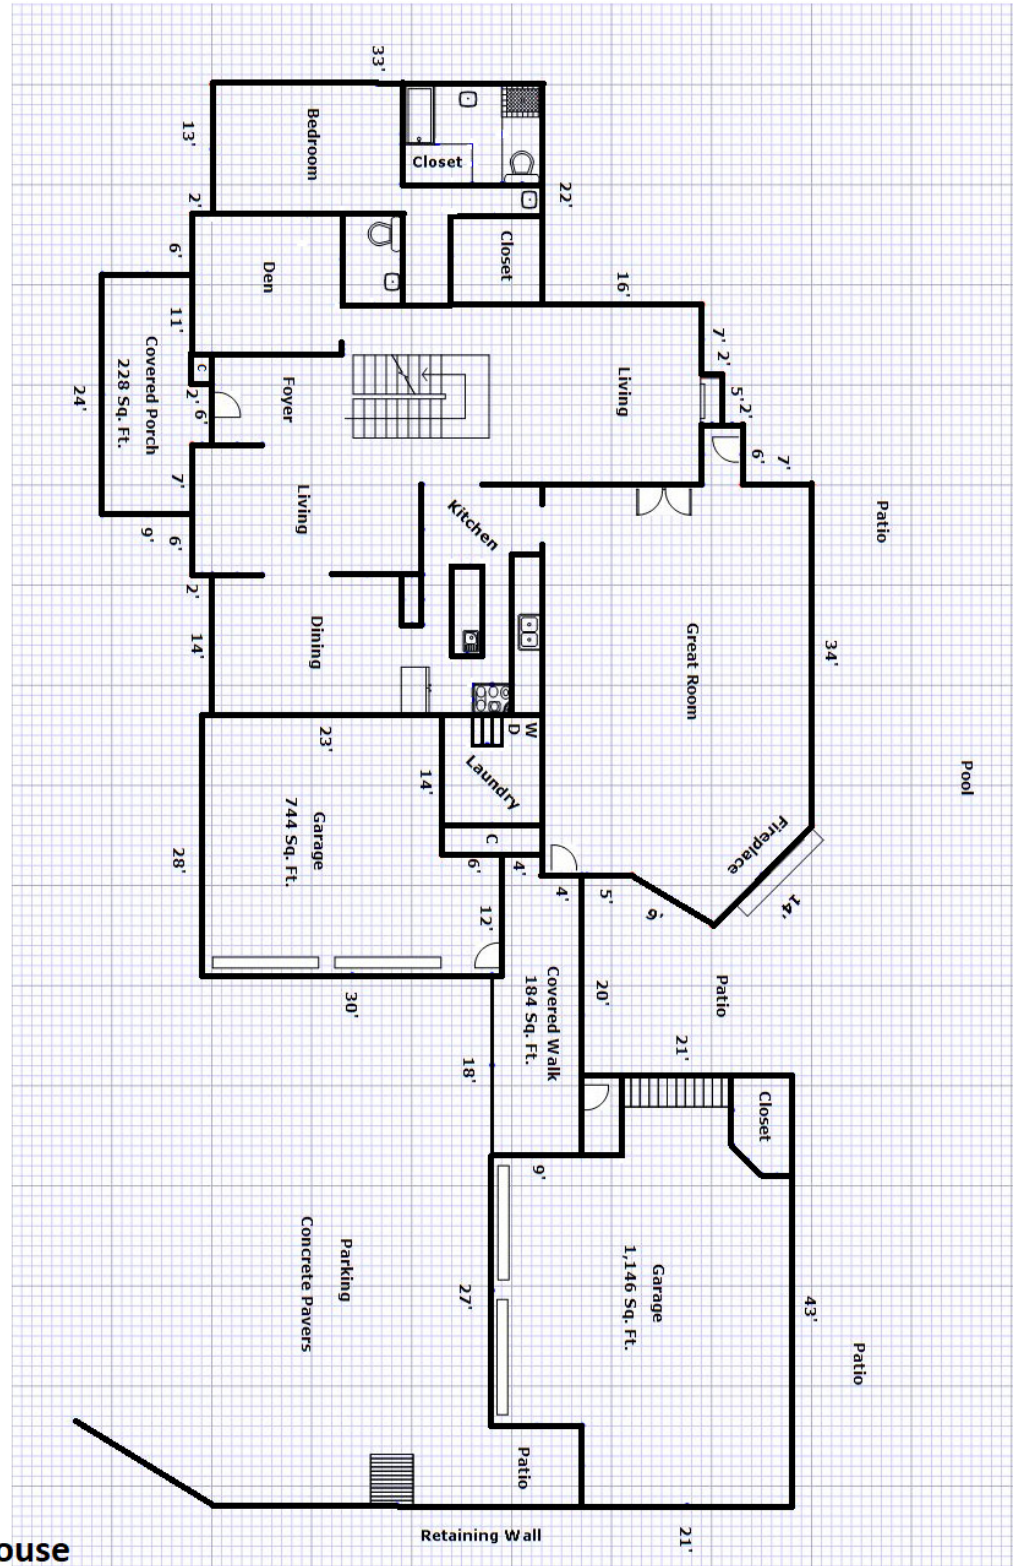 33'
Bedroom
13'
Closet
22'
2'
6'
Den
Closet
16'
11'
Covered Porch
228 Sq. Ft.
24'
C
2'
6'
Foyer
Living
7'
2'
5'
2'
6'
7'
7'
9'
6'
2'
Living
Kitchen
Patio
14'
Dining
Great Room
34'
Pool
23'
14'
W
D
Laundry
C
6'
4'
Garage
744 Sq. Ft.
28'
12'
30'
Fireplace
14'
4'
5'
9'
Covered Walk
184 Sq. Ft.
20'
18'
Patio
21'
Closet
9'
Garage
1,146 Sq. Ft.
27'
43'
Patio
Parking
Concrete Pavers
Patio
Retaining Wall
21'
ouse